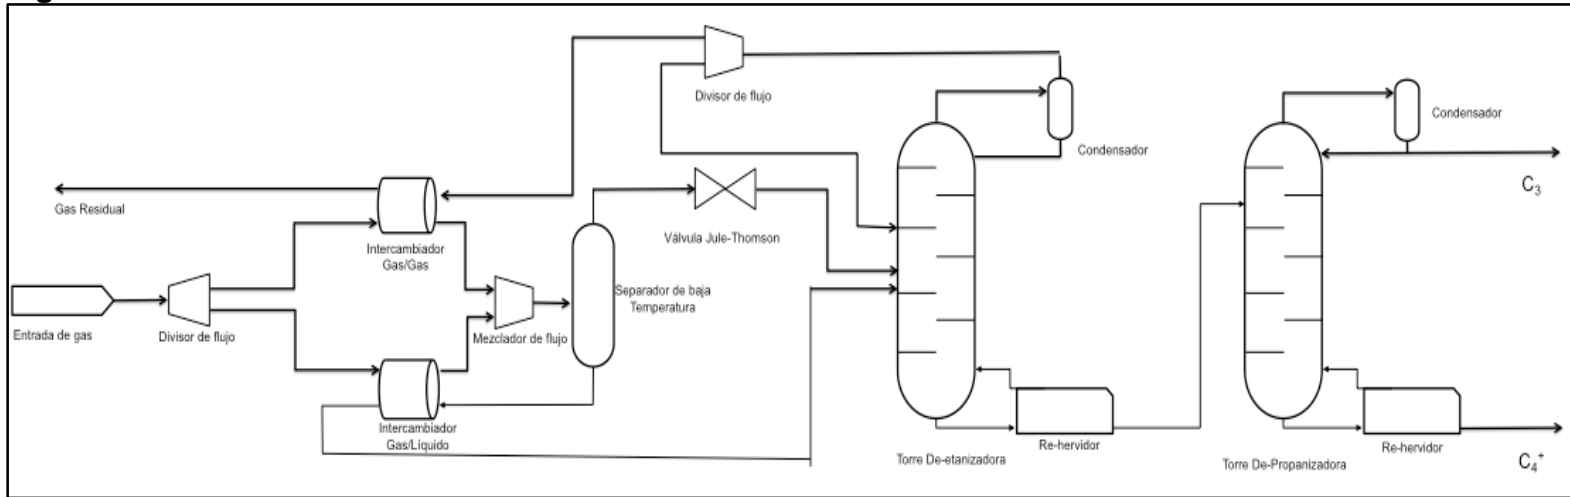 Divisor de flujo
Condensador
Condensador
C₃
Gas Residual
Intercambiador
Gas/Gas
Válvula Jule-Thomson
Entrada de gas
Divisor de flujo
Mezclador de flujo
Separador de baja
Temperatura
Intercambiador
Gas/Líquido
Torre De-etanizadora
Re-hervidor
Torre De-Propanizadora
Re-hervidor
C₄⁺